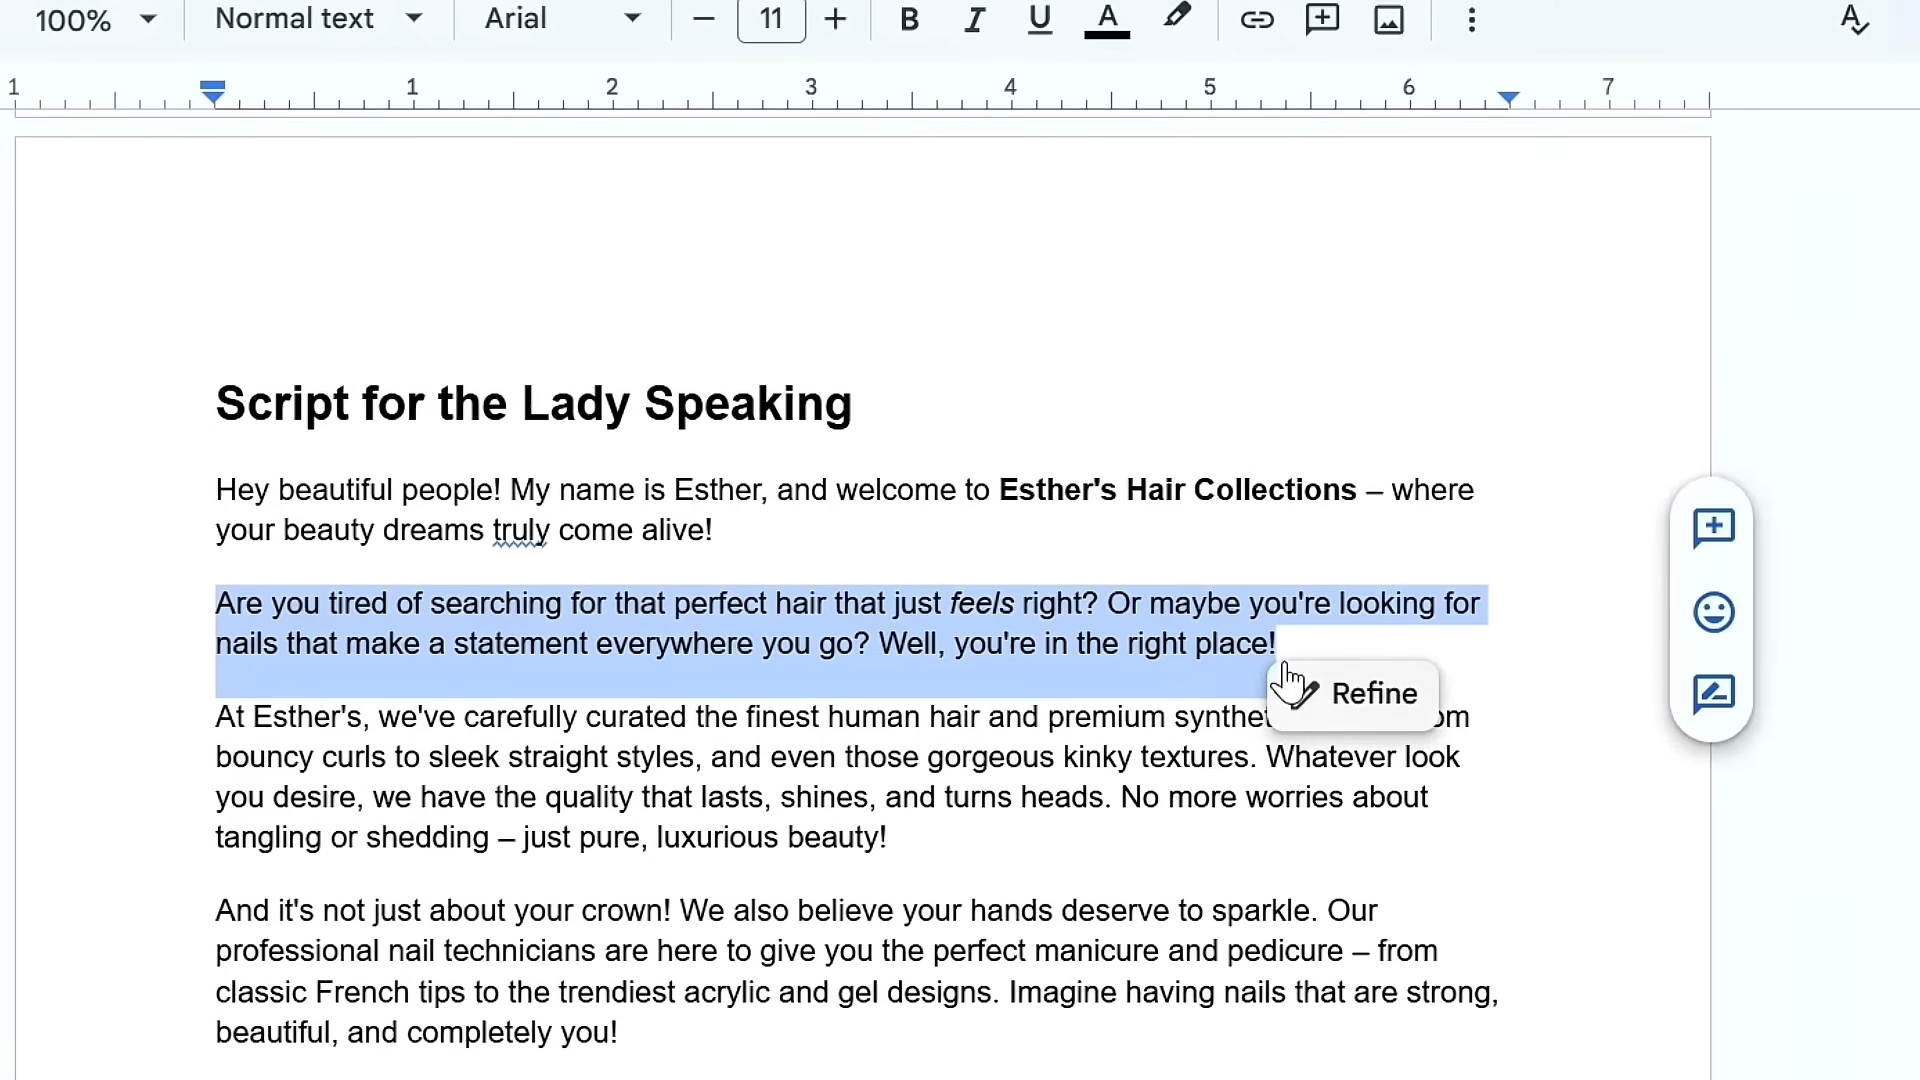 100% Normal text Arial 11 B I U A
1 1 2 3 4 5 6 7
Script for the Lady Speaking
Hey beautiful people! My name is Esther, and welcome to Esther's Hair Collections – where
your beauty dreams truly come alive!
Are you tired of searching for that perfect hair that just feels right? Or maybe you're looking for
nails that make a statement everywhere you go? Well, you're in the right place!
Refine
At Esther's, we've carefully curated the finest human hair and premium
bouncy curls to sleek straight styles, and even those gorgeous kinky textures. Whatever look
you desire, we have the quality that lasts, shines, and turns heads. No more worries about
tangling or shedding – just pure, luxurious beauty!
And it's not just about your crown! We also believe your hands deserve to sparkle. Our
professional nail technicians are here to give you the perfect manicure and pedicure – from
classic French tips to the trendiest acrylic and gel designs. Imagine having nails that are strong,
beautiful, and completely you!